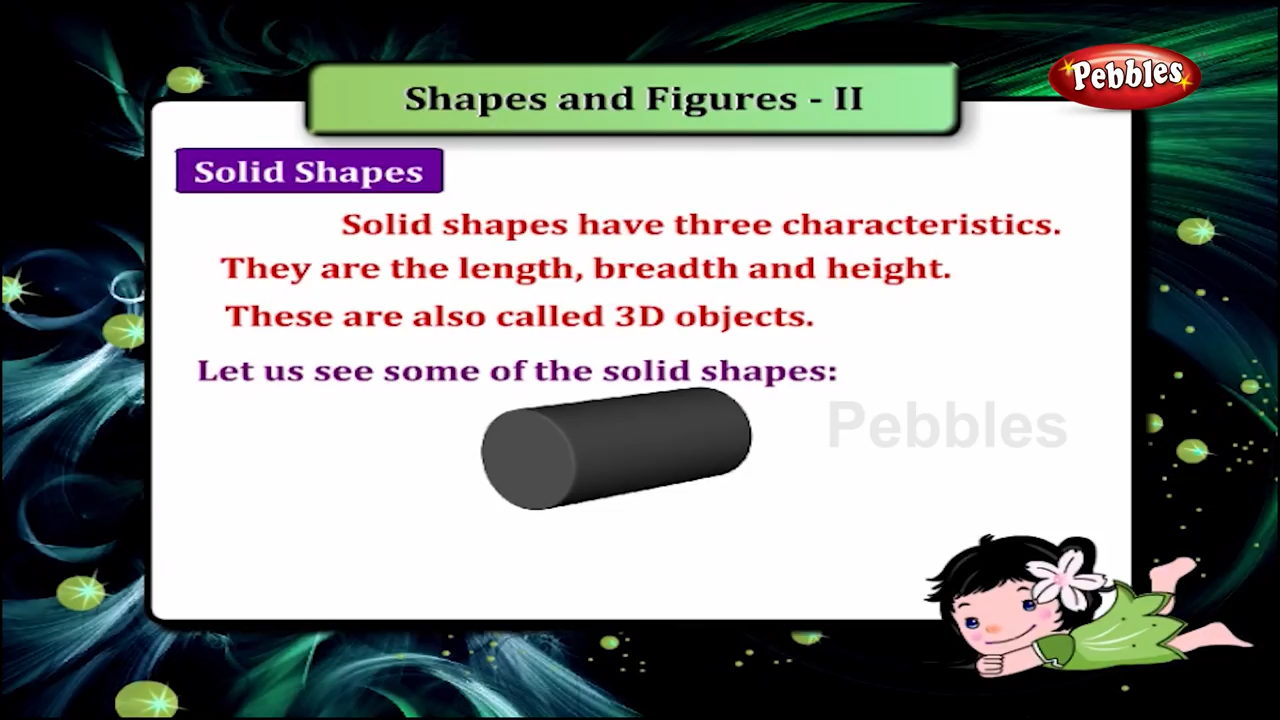 Pebbles
Shapes and Figures - II
Solid Shapes
Solid shapes have three characteristics.
They are the length, breadth and height.
These are also called 3D objects.
Let us see some of the solid shapes:
Pebbles